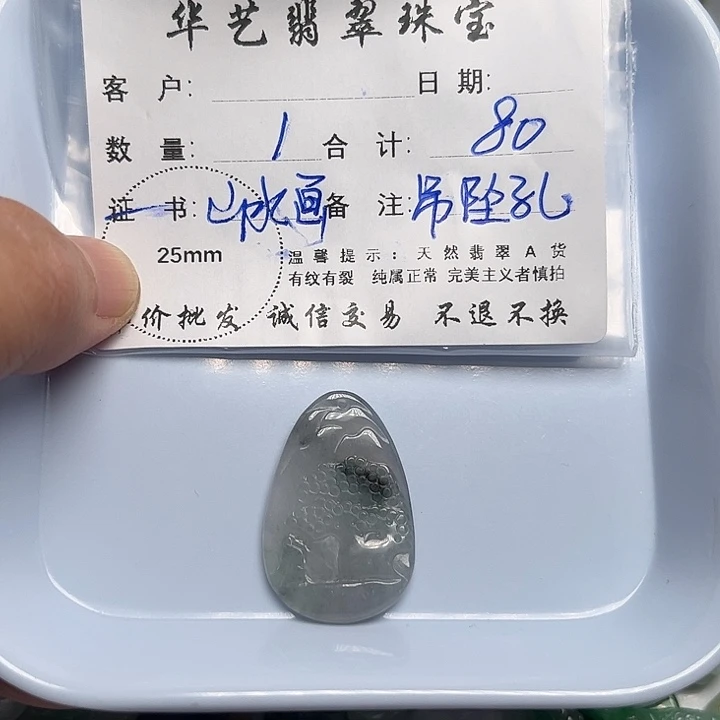 华艺翡翠珠宝
客 户: 日 期:
数 量: 1 合 计: 80
证 书: 山水画 备 注: 吊坠孔
25mm
温馨提示: 天然翡翠A货
有纹有裂 纯属正常 完美主义者慎拍
价批发 诚信交易 不退不换